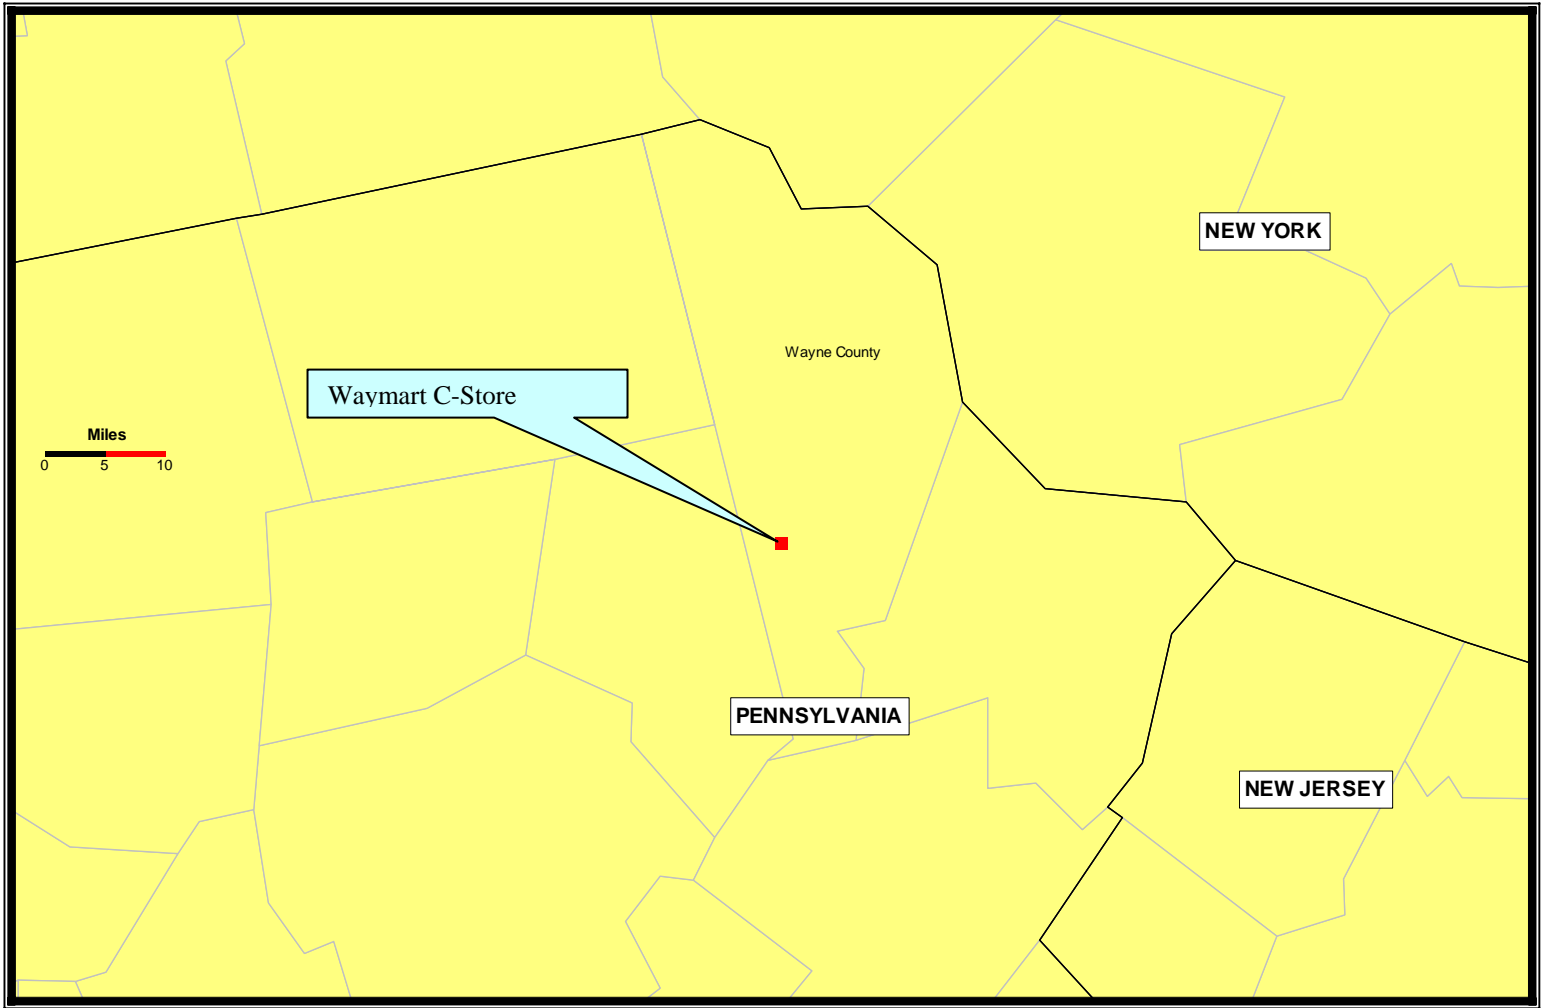 NEW YORK
Wayne County
Waymart C-Store
Miles
0 5 10
PENNSYLVANIA
NEW JERSEY